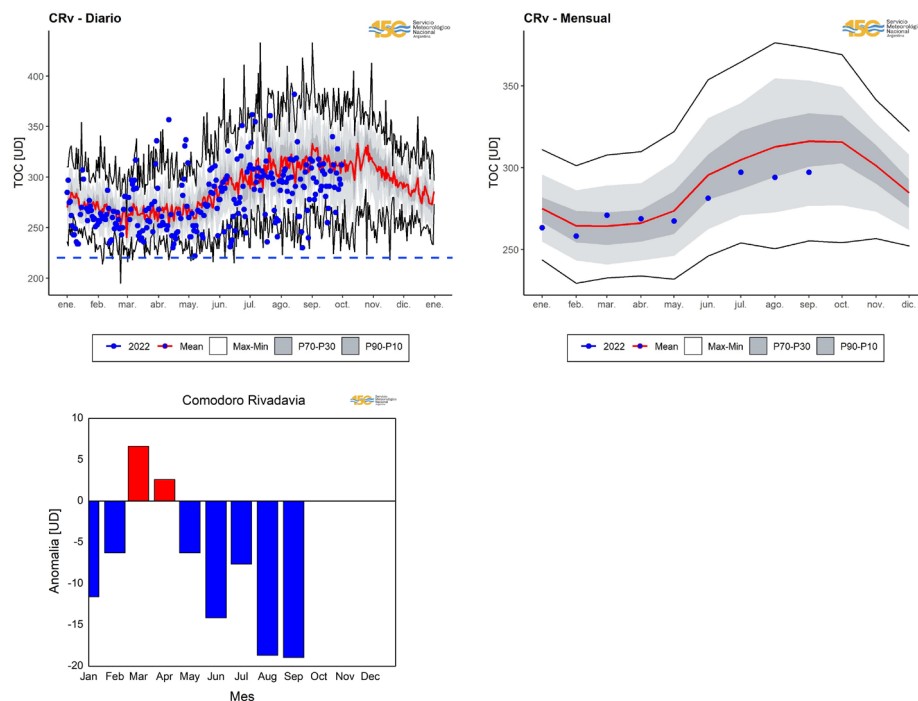 CRv - Diario
150 Servicio
Meteorológico
Nacional
Argentina
TOC [UD]
400
350
300
250
200
ene. feb. mar. abr. may. jun. jul. ago. sep. oct. nov. dic. ene.
2022 Mean Max-Min P70-P30 P90-P10
CRv - Mensual
150 Servicio
Meteorológico
Nacional
Argentina
TOC [UD]
350
300
250
ene. feb. mar. abr. may. jun. jul. ago. sep. oct. nov. dic.
2022 Mean Max-Min P70-P30 P90-P10
Comodoro Rivadavia
150 Servicio
Meteorológico
Nacional
Argentina
Anomalia [UD]
10
5
0
-5
-10
-15
-20
Jan Feb Mar Apr May Jun Jul Aug Sep Oct Nov Dec
Mes